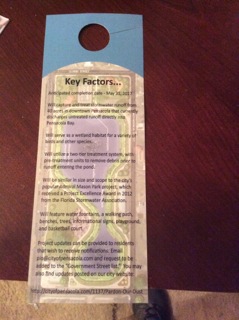 Key Factors...
Anticipated completion date - May 20, 2017
Will capture and treat stormwater runoff from
acres in downtown Pensacola that currently
discharges untreated runoff directly into
Pensacola Bay.
Will serve as a wetland habitat for a variety of
birds and other species.
Will utilize a two-tier treatment system, with
pre-treatment units to remove debris prior to
runoff entering the pond.
Will be similar in size and scope to the city's
popular Admiral Mason Park project, which
received a Project Excellence Award in 2012
from the Florida Stormwater Association.
Will feature water fountains, a walking path,
benches, trees, informational signs, playground,
and basketball court.
Project updates can be provided to residents
that wish to receive notifications. Email
and request to be
added to the "Government Street list." You may
also find updates posted on our city website: